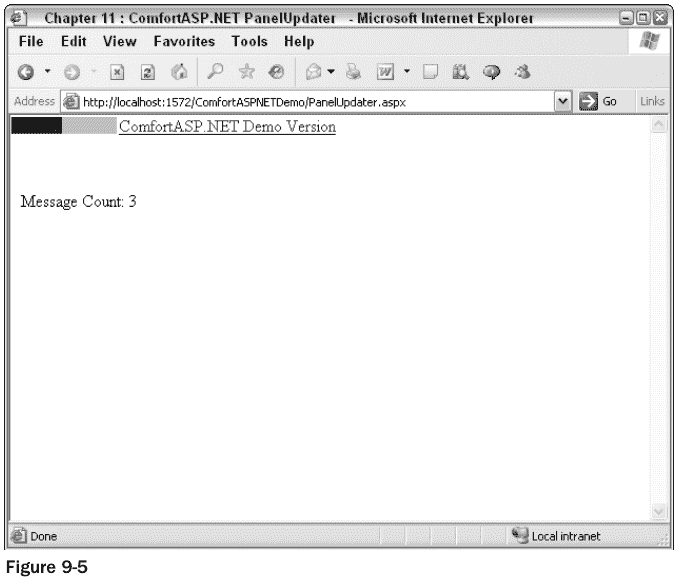 Chapter 11 : ComfortASP.NET PanelUpdater - Microsoft Internet Explorer
File Edit View Favorites Tools Help
Address http://localhost:1572/ComfortASPNETDemo/PanelUpdater.aspx Go Links
ComfortASP.NET Demo Version
Message Count: 3
Done Local intranet
Figure 9-5